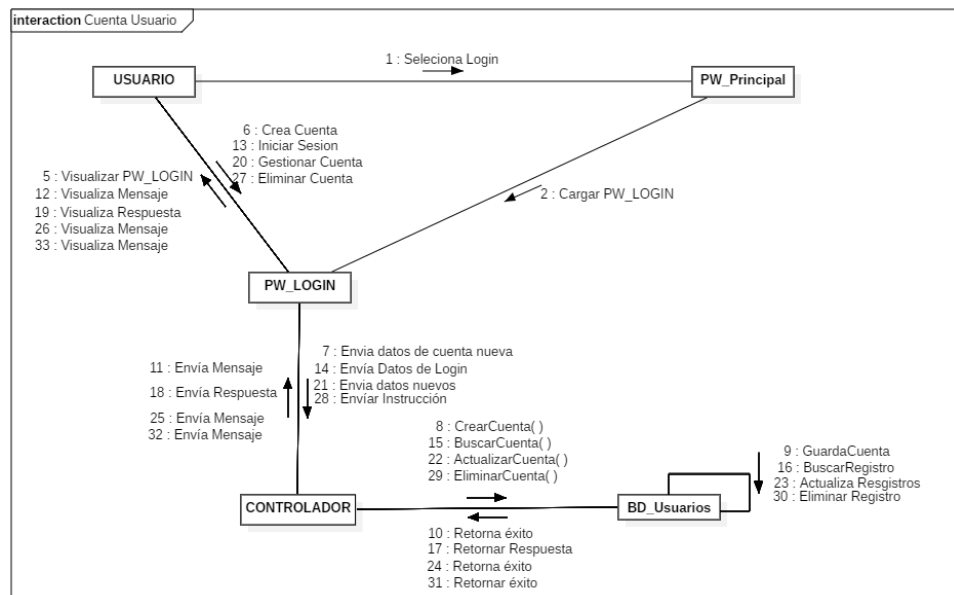 interaction Cuenta Usuario
1 : Seleciona Login
USUARIO
PW_Principal
6 : Crea Cuenta
13 : Iniciar Sesion
20 : Gestionar Cuenta
27 : Eliminar Cuenta
5 : Visualizar PW_LOGIN
12 : Visualiza Mensaje
19 : Visualiza Respuesta
26 : Visualiza Mensaje
33 : Visualiza Mensaje
2 : Cargar PW_LOGIN
PW_LOGIN
7 : Envia datos de cuenta nueva
14 : Envía Datos de Login
21 : Envia datos nuevos
28 : Envíar Instrucción
11 : Envía Mensaje
18 : Envía Respuesta
25 : Envía Mensaje
32 : Envía Mensaje
8 : CrearCuenta( )
15 : BuscarCuenta( )
22 : ActualizarCuenta( )
29 : EliminarCuenta( )
9 : GuardaCuenta
16 : BuscarRegistro
23 : Actualiza Resgistros
30 : Eliminar Registro
CONTROLADOR
BD_Usuarios
10 : Retorna éxito
17 : Retornar Respuesta
24 : Retorna éxito
31 : Retornar éxito